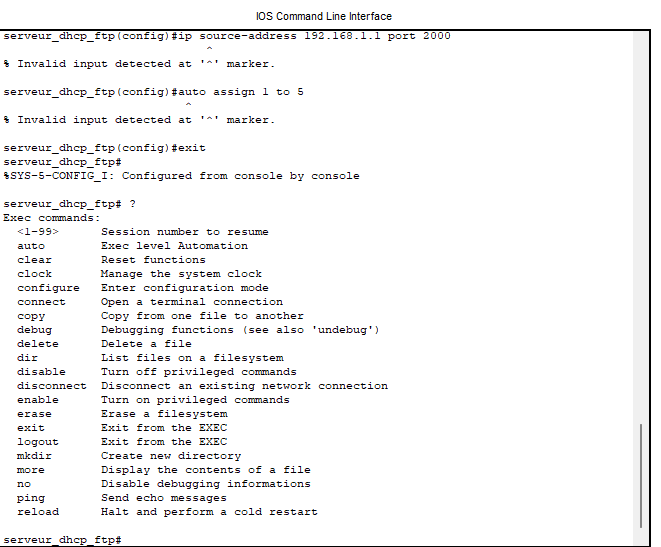 IOS Command Line Interface
serveur_dhcp_ftp(config)#ip source-address 192.168.1.1 port 2000
^
% Invalid input detected at '^' marker.
serveur_dhcp_ftp(config)#auto assign 1 to 5
^
% Invalid input detected at '^' marker.
serveur_dhcp_ftp(config)#exit
serveur_dhcp_ftp#
%SYS-5-CONFIG_I: Configured from console by console
serveur_dhcp_ftp# ?
Exec commands:
<1-99> Session number to resume
auto Exec level Automation
clear Reset functions
clock Manage the system clock
configure Enter configuration mode
connect Open a terminal connection
copy Copy from one file to another
debug Debugging functions (see also 'undebug')
delete Delete a file
dir List files on a filesystem
disable Turn off privileged commands
disconnect Disconnect an existing network connection
enable Turn on privileged commands
erase Erase a filesystem
exit Exit from the EXEC
logout Exit from the EXEC
mkdir Create new directory
more Display the contents of a file
no Disable debugging informations
ping Send echo messages
reload Halt and perform a cold restart
serveur_dhcp_ftp#